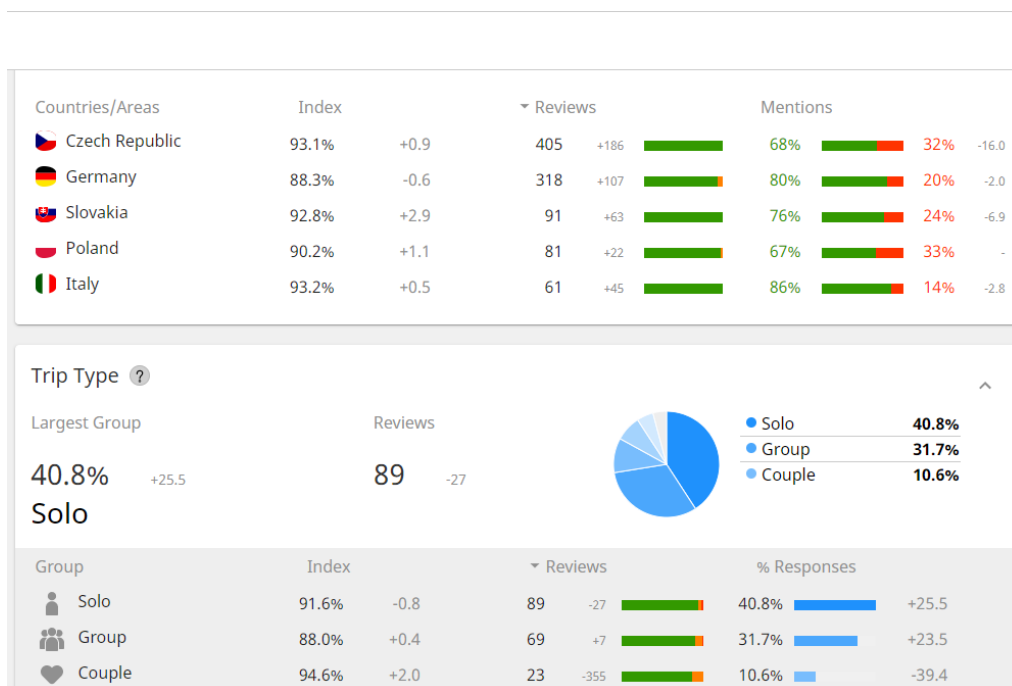 Countries/Areas Index Reviews Mentions
Czech Republic 93.1% +0.9 405 +186 68% 32% -16.0
Germany 88.3% -0.6 318 +107 80% 20% -2.0
Slovakia 92.8% +2.9 91 +63 76% 24% -6.9
Poland 90.2% +1.1 81 +22 67% 33% -
Italy 93.2% +0.5 61 +45 86% 14% -2.8
Trip Type ?
Largest Group Reviews
40.8% +25.5 89 -27
Solo
Solo 40.8%
Group 31.7%
Couple 10.6%
Group Index Reviews % Responses
Solo 91.6% -0.8 89 -27 40.8% +25.5
Group 88.0% +0.4 69 +7 31.7% +23.5
Couple 94.6% +2.0 23 -355 10.6% -39.4